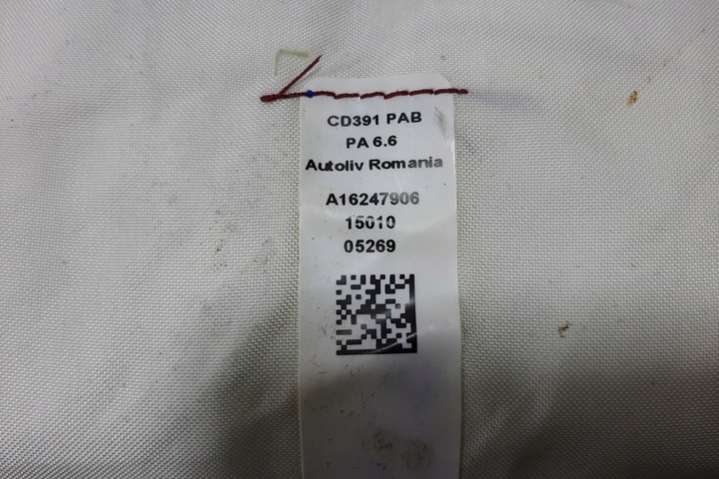 CD391 PAB
PA 6.6
Autoliv Romania
A16247906
15010
05269